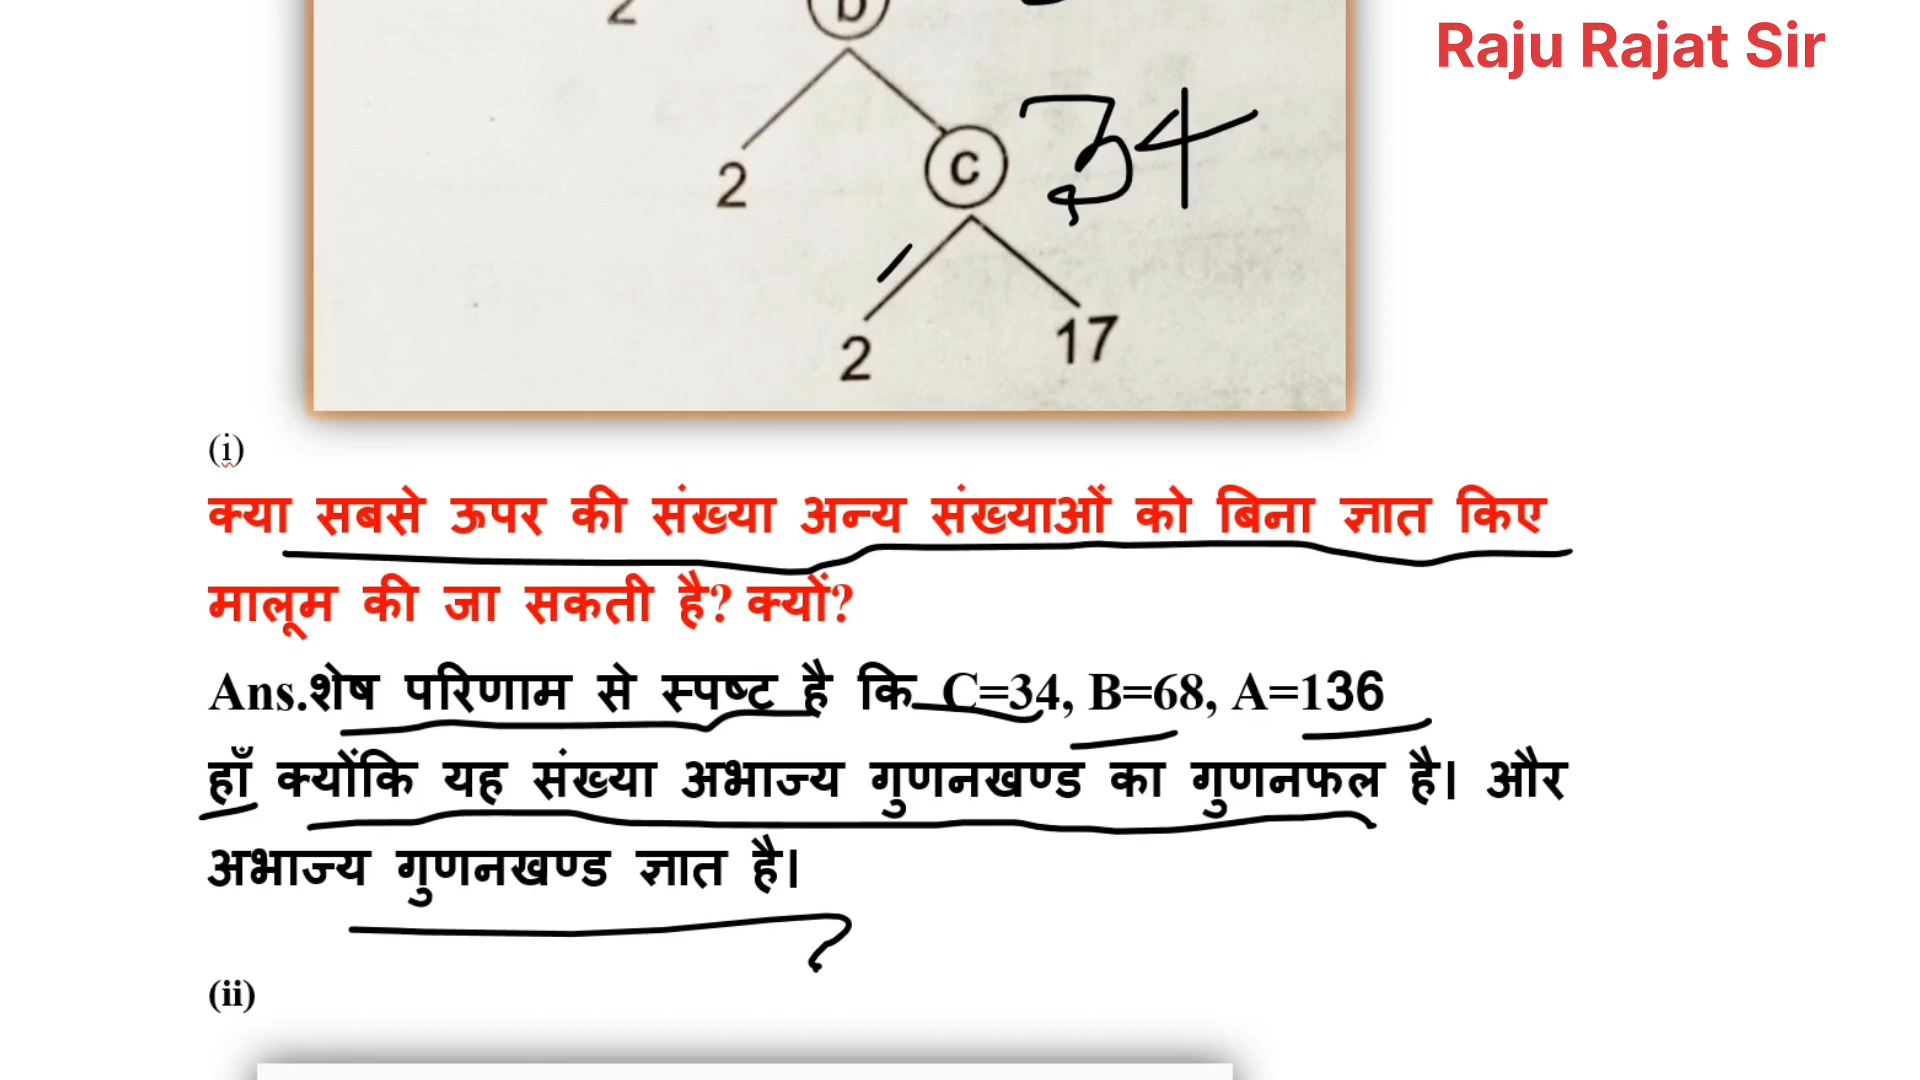 Raju Rajat Sir
2 b
34
2 c
2 17
(i)
क्या सबसे ऊपर की संख्या अन्य संख्याओं को बिना ज्ञात किए
मालूम की जा सकती है? क्यों?
Ans.शेष परिणाम से स्पष्ट है कि C=34, B=68, A=136
हाँ क्योंकि यह संख्या अभाज्य गुणनखण्ड का गुणनफल है। और
अभाज्य गुणनखण्ड ज्ञात है।
(ii)